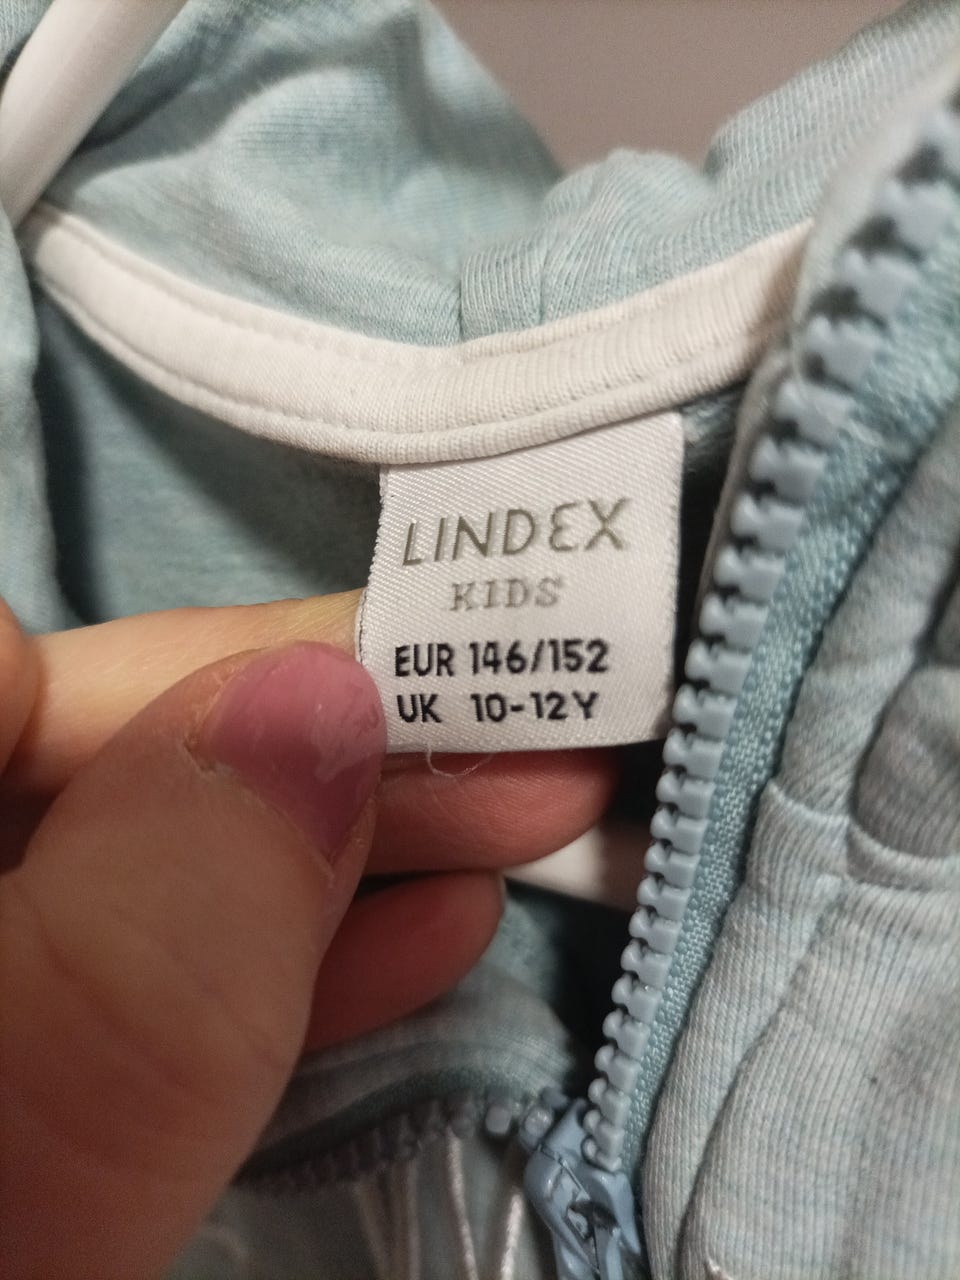 LINDEX
KIDS
EUR 146/152
UK 10-12Y